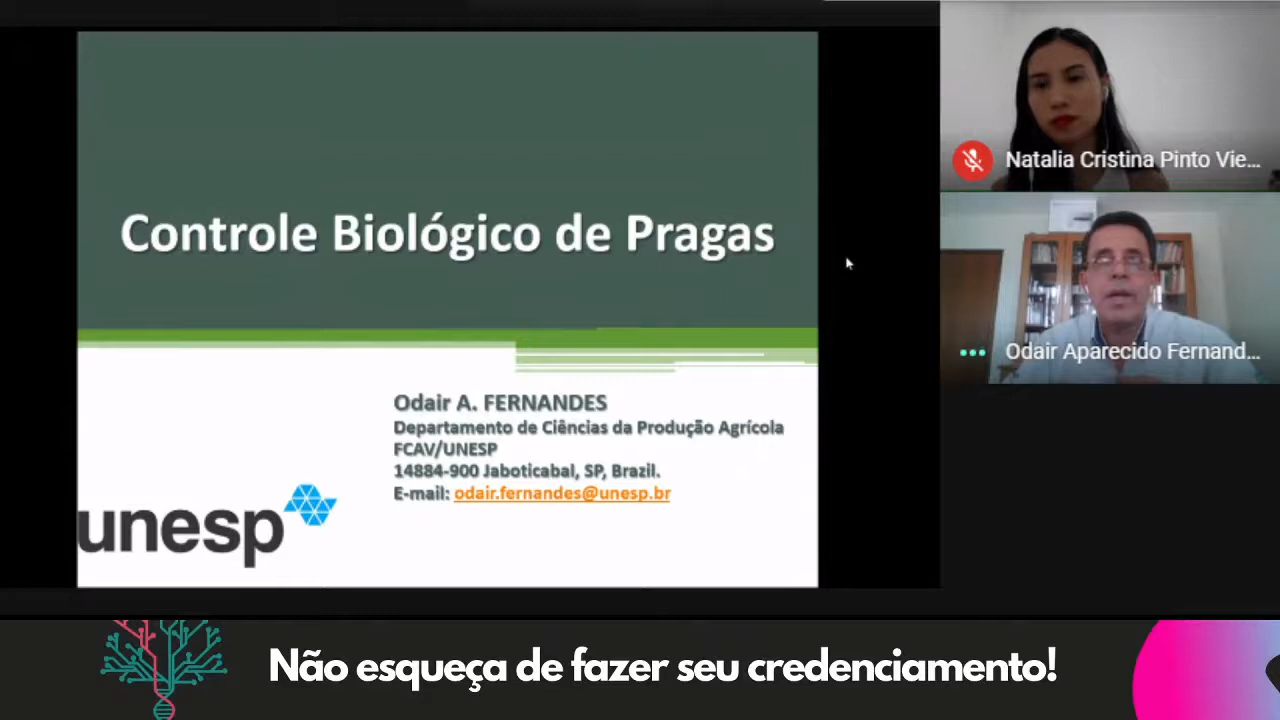 Controle Biológico de Pragas
Odair A. FERNANDES
Departamento de Ciências da Produção Agrícola
FCAV/UNESP
14884-900 Jaboticabal, SP, Brazil.
E-mail: odair.fernandes@unesp.br
unesp
Natalia Cristina Pinto Vie...
Odair Aparecido Fernand...
Não esqueça de fazer seu credenciamento!